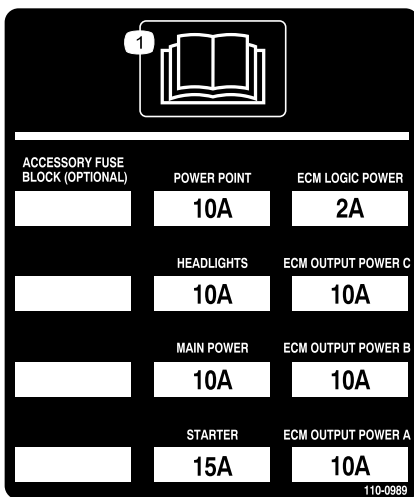 1
ACCESSORY FUSE
BLOCK (OPTIONAL)
POWER POINT
ECM LOGIC POWER
10A
2A
HEADLIGHTS
ECM OUTPUT POWER C
10A
10A
MAIN POWER
ECM OUTPUT POWER B
10A
10A
STARTER
ECM OUTPUT POWER A
15A
10A
110-0989